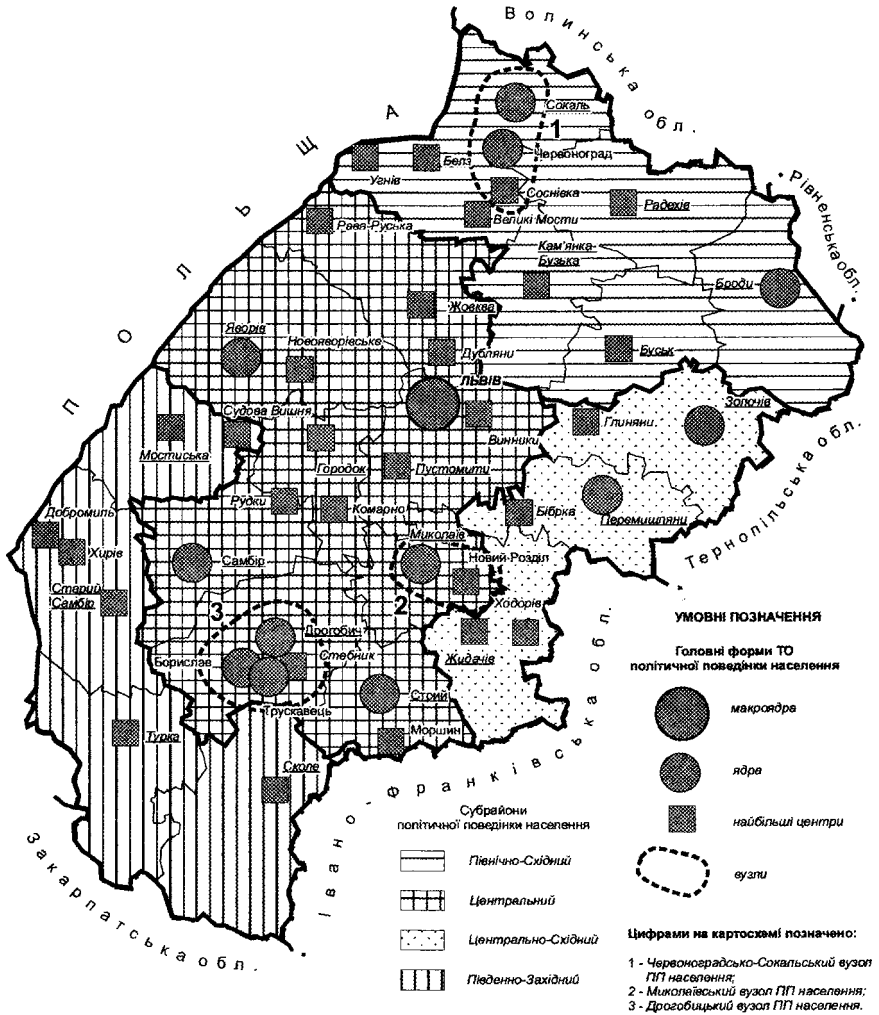 Волинська обл.
ПОЛЬЩА
Рівненська обл.
Тернопільська обл.
Івано-Франківська обл.
Закарпатська обл.
Сокаль
1
Червоноград
Белз
Угнів
Соснівка
Великі Мости
Радехів
Рава-Руська
Кам'янка-
Бузька
Броди
Жовква
Яворів
Новояворівське
Дубляни
Буськ
ЛЬВІВ
Судова Вишня
Винники
Глиняни
Золочів
Мостиська
Городок
Пустомити
Рудки
Комарно
Бібрка
Перемишляни
Добромиль
Хирів
Миколаїв
Самбір
Новий Розділ
Старий
Самбір
2
Ходорів
3
Дрогобич
Жидачів
Борислав
Стебник
Трускавець
Стрий
Моршин
Турка
Сколе
УМОВНІ ПОЗНАЧЕННЯ
Головні форми ТО
політичної поведінки населення
макроядра
ядра
найбільші центри
вузли
Субрайони
політичної поведінки населення
Північно-Східний
Центральний
Центрально-Східний
Південно-Західний
Цифрами на картосхемі позначено:
1 - Червоноградсько-Сокальський вузол
ПП населення;
2 - Миколаївський вузол ПП населення;
3 - Дрогобицький вузол ПП населення.